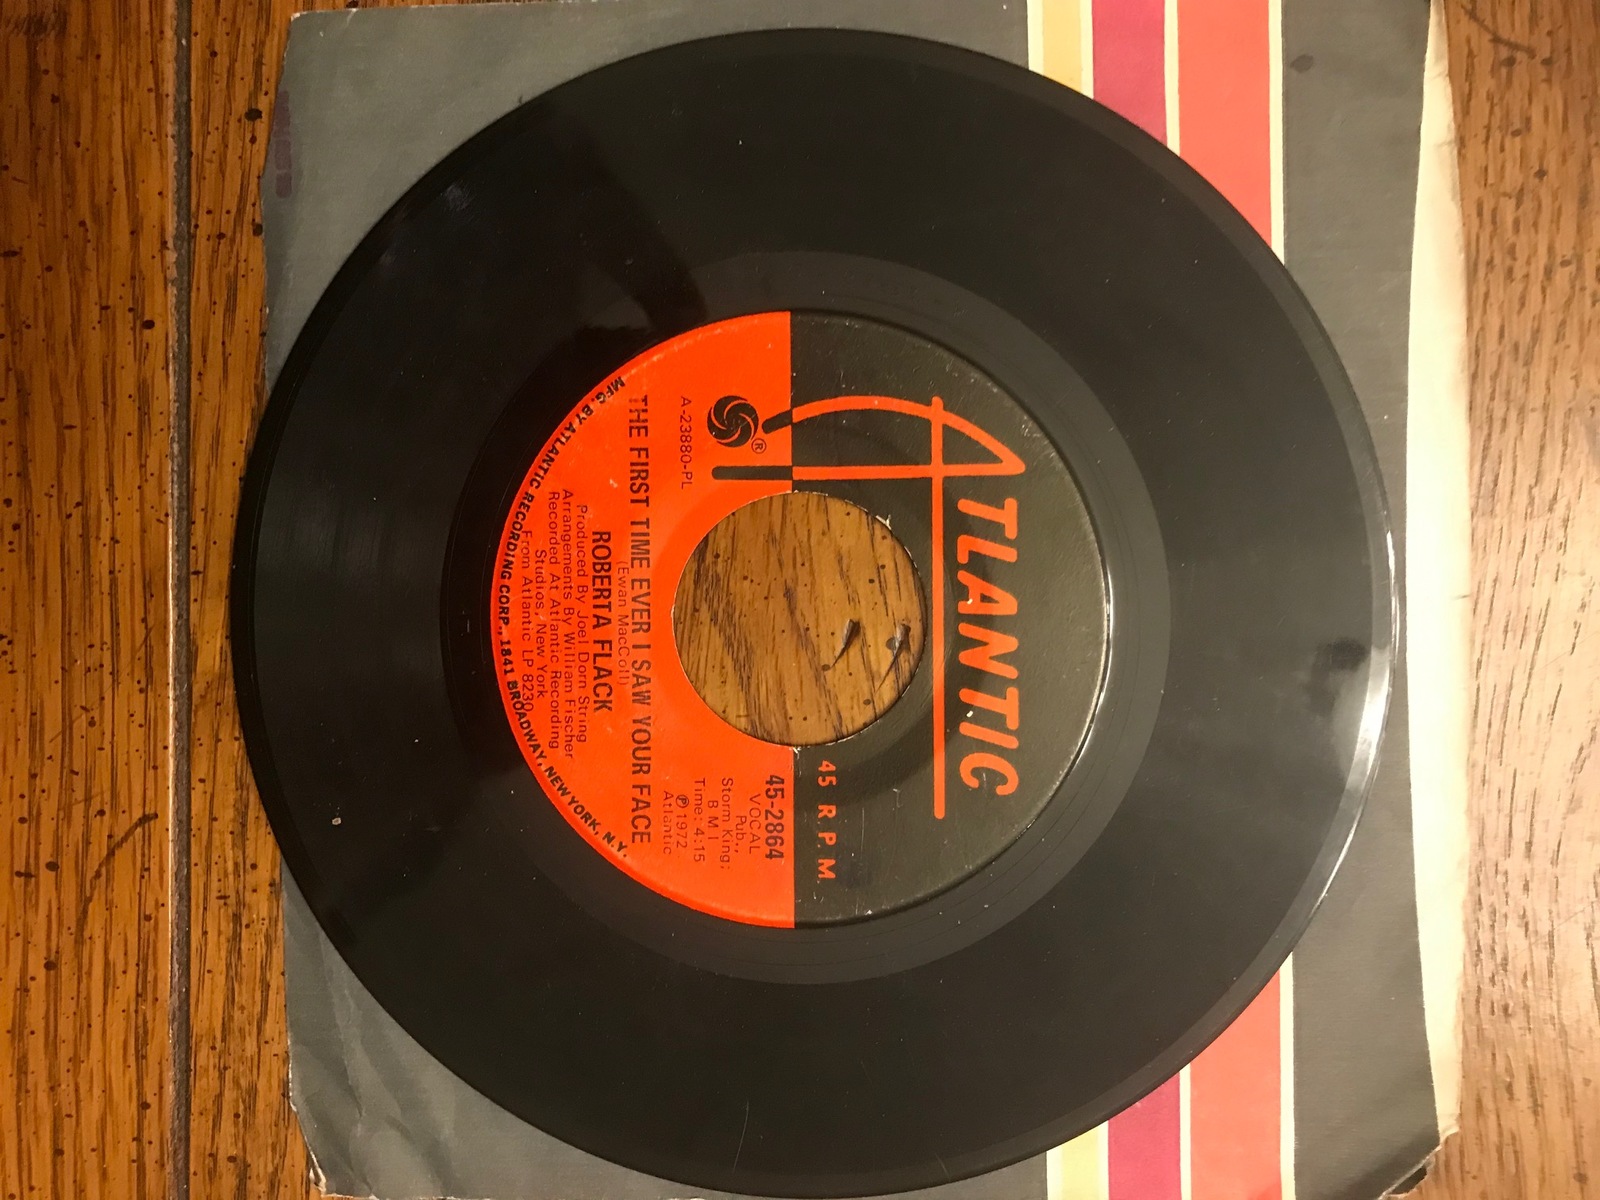 ATLANTIC
45 R.P.M.
®
45-2864
VOCAL
Pub.,
Storm King;
B M I
Time: 4:15
℗1972
Atlantic
A-23880-PL
THE FIRST TIME EVER I SAW YOUR FACE
(Ewan MacColl)
ROBERTA FLACK
Produced By Joel Dorn String
Arrangements By William Fischer
Recorded At Atlantic Recording
Studios, New York
From Atlantic LP 8230
MFG. BY ATLANTIC RECORDING CORP., 1841 BROADWAY, NEW YORK, N.Y.